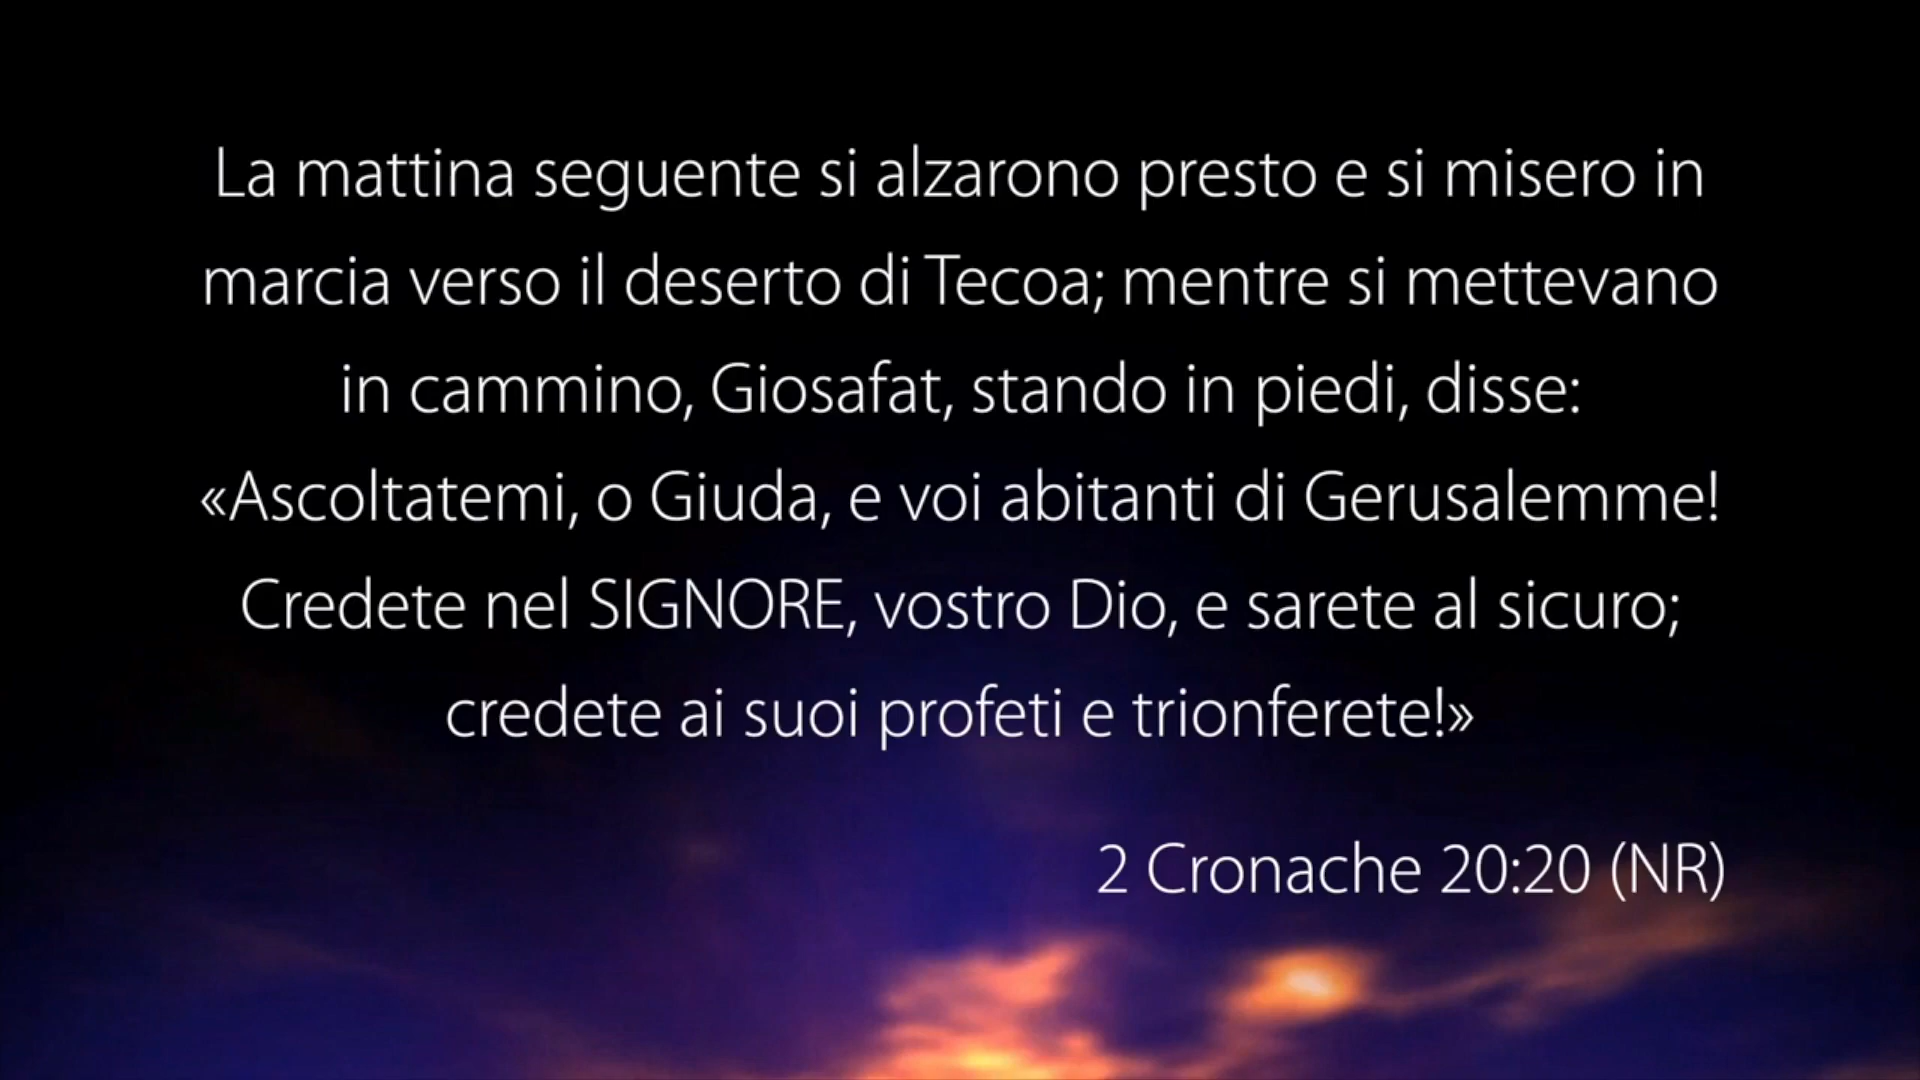 La mattina seguente si alzarono presto e si misero in
marcia verso il deserto di Tecoa; mentre si mettevano
in cammino, Giosafat, stando in piedi, disse:
«Ascoltatemi, o Giuda, e voi abitanti di Gerusalemme!
Credete nel SIGNORE, vostro Dio, e sarete al sicuro;
credete ai suoi profeti e trionferete!»
2 Cronache 20:20 (NR)